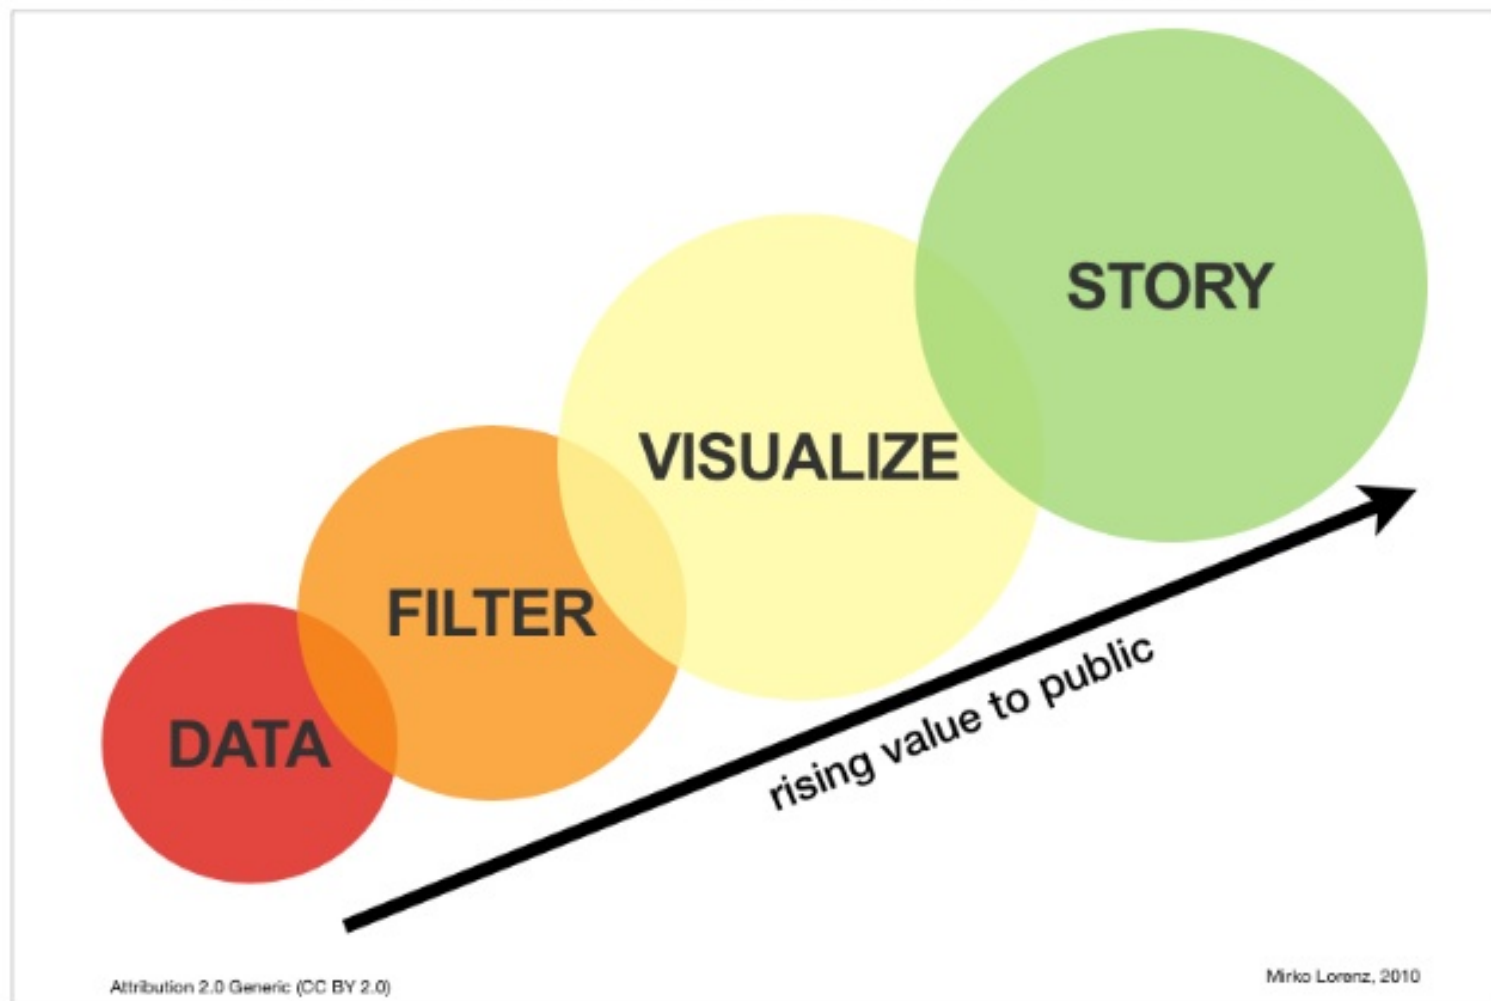 STORY
VISUALIZE
FILTER
DATA
rising value to public
Attribution 2.0 Generic (CC BY 2.0)
Mirko Lorenz, 2010